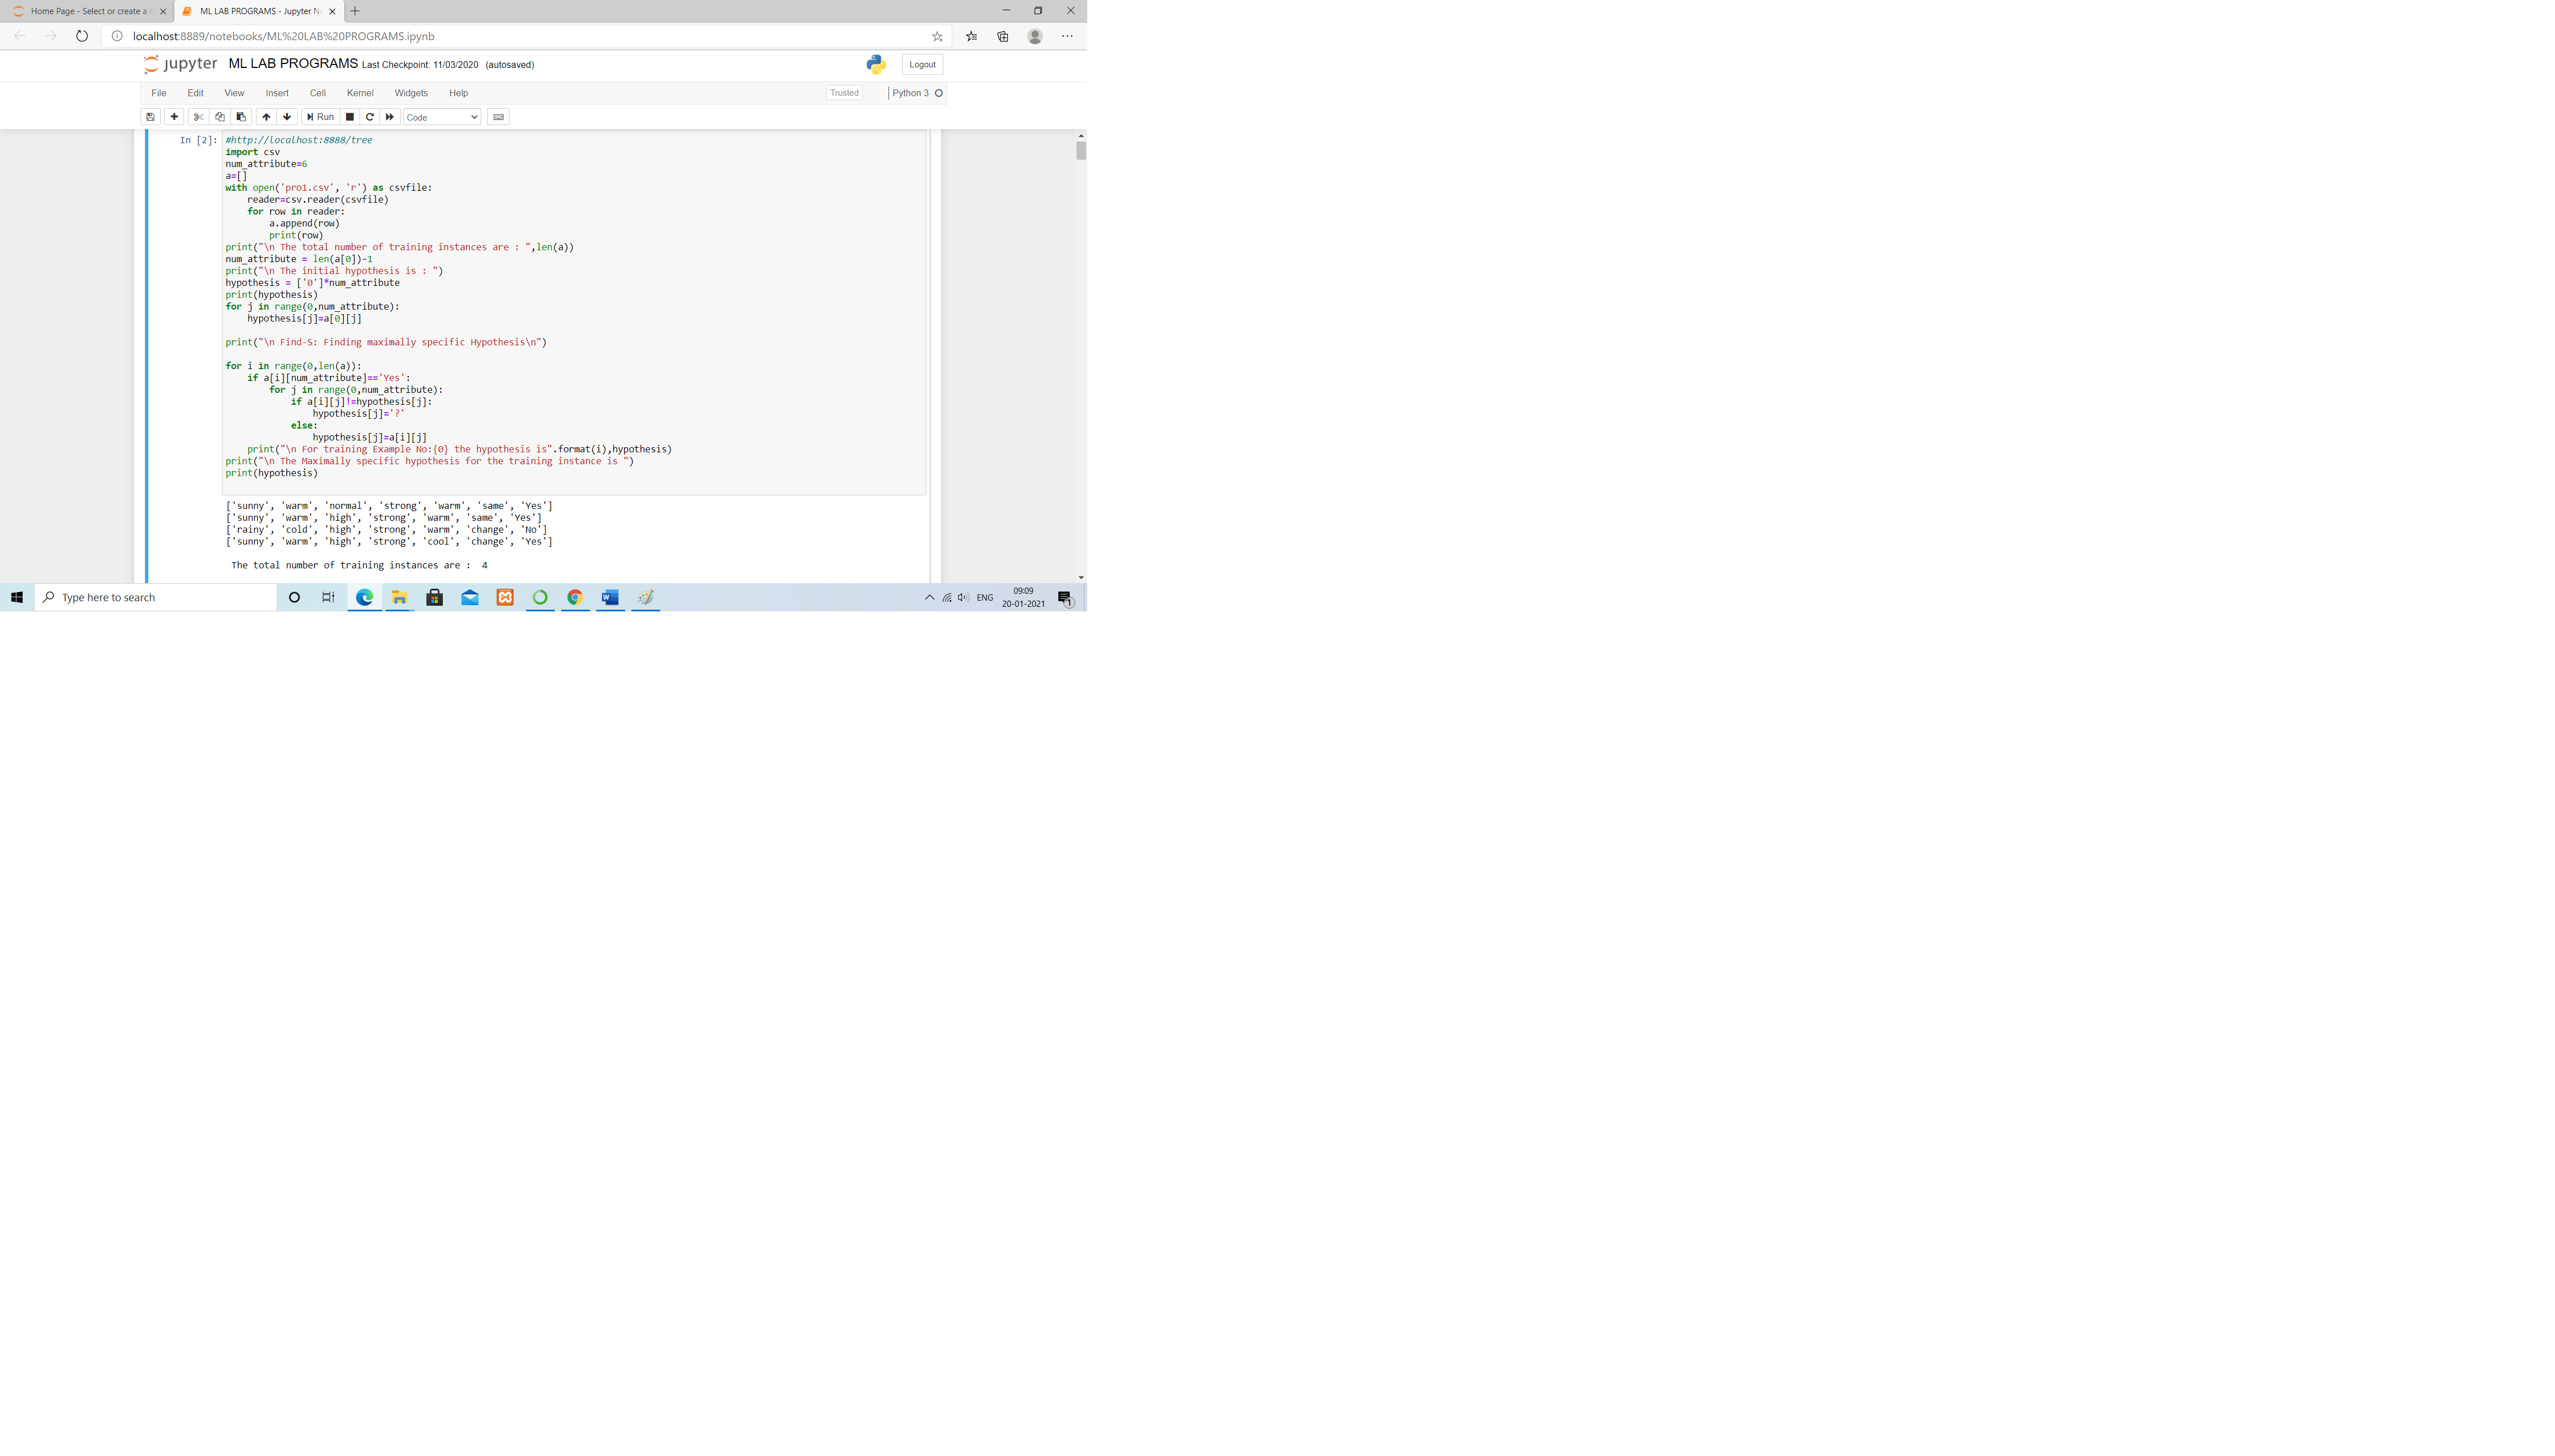 Home Page - Select or create a n
ML LAB PROGRAMS - Jupyter No
localhost:8889/notebooks/ML%20LAB%20PROGRAMS.ipynb
jupyter ML LAB PROGRAMS Last Checkpoint: 11/03/2020 (autosaved)
Logout
File Edit View Insert Cell Kernel Widgets Help
Trusted
Python 3
Run
Code
In [2]:
#http://localhost:8888/tree
import csv
num_attribute=6
a=[]
with open('pro1.csv', 'r') as csvfile:
    reader=csv.reader(csvfile)
    for row in reader:
        a.append(row)
        print(row)
print("\n The total number of training instances are : ",len(a))
num_attribute = len(a[0])-1
print("\n The initial hypothesis is : ")
hypothesis = ['0']*num_attribute
print(hypothesis)
for j in range(0,num_attribute):
    hypothesis[j]=a[0][j]
print("\n Find-S: Finding maximally specific Hypothesis\n")
for i in range(0,len(a)):
    if a[i][num_attribute]=='Yes':
        for j in range(0,num_attribute):
            if a[i][j]!=hypothesis[j]:
                hypothesis[j]='?'
            else:
                hypothesis[j]=a[i][j]
    print("\n For training Example No:{0} the hypothesis is".format(i),hypothesis)
print("\n The Maximally specific hypothesis for the training instance is ")
print(hypothesis)
['sunny', 'warm', 'normal', 'strong', 'warm', 'same', 'Yes']
['sunny', 'warm', 'high', 'strong', 'warm', 'same', 'Yes']
['rainy', 'cold', 'high', 'strong', 'warm', 'change', 'No']
['sunny', 'warm', 'high', 'strong', 'cool', 'change', 'Yes']
The total number of training instances are :  4
Type here to search
ENG
09:09
20-01-2021
1